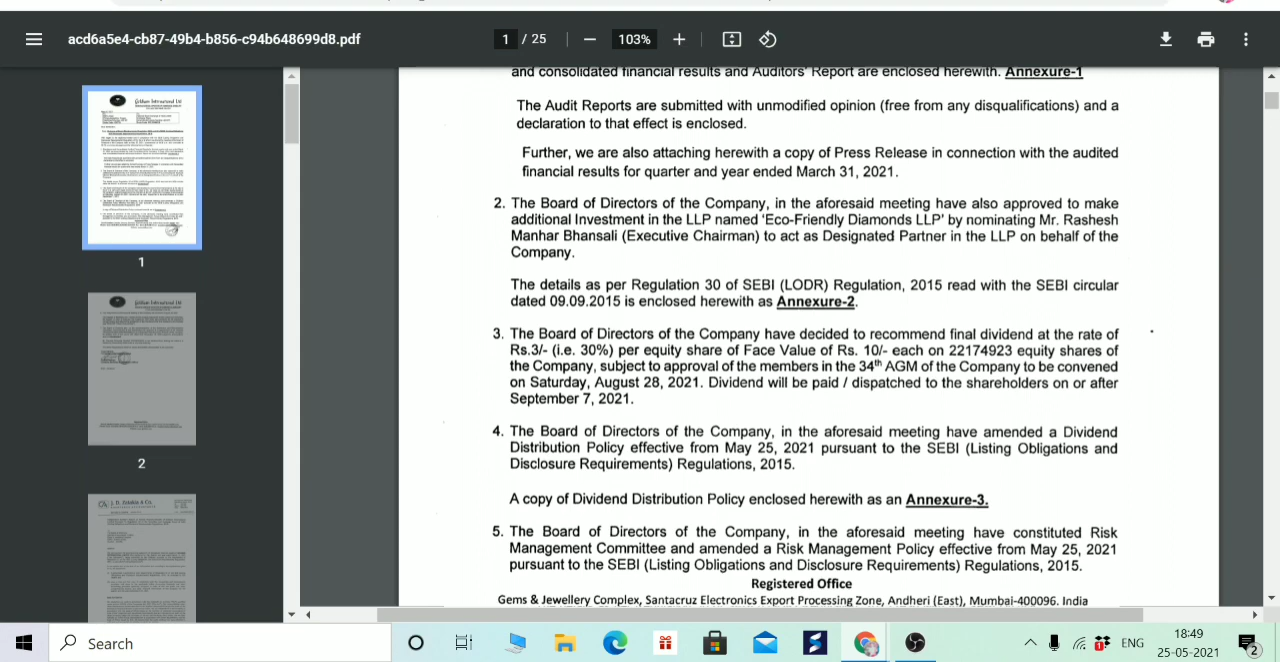 acd6a5e4-cb87-49b4-b856-c94b648699d8.pdf
1 / 25
103%
and consolidated financial results and Auditors' Report are enclosed herewith. Annexure-1
The Audit Reports are submitted with unmodified opinion (free from any disqualifications) and a
declaration to that effect is enclosed.
Further, we are also attaching herewith a copy of Press Release in connection with the audited
financial results for quarter and year ended March 31, 2021.
2. The Board of Directors of the Company, in the aforesaid meeting have also approved to make
additional Investment in the LLP named 'Eco-Friendly Diamonds LLP' by nominating Mr. Rashesh
Manhar Bhansali (Executive Chairman) to act as Designated Partner in the LLP on behalf of the
Company.
The details as per Regulation 30 of SEBI (LODR) Regulation, 2015 read with the SEBI circular
dated 09.09.2015 is enclosed herewith as Annexure-2.
3. The Board of Directors of the Company have decided to recommend final dividend at the rate of
Rs.3/- (i.e. 30%) per equity share of Face Value of Rs. 10/- each on 22174923 equity shares of
the Company, subject to approval of the members in the 34th AGM of the Company to be convened
on Saturday, August 28, 2021. Dividend will be paid / dispatched to the shareholders on or after
September 7, 2021.
4. The Board of Directors of the Company, in the aforesaid meeting have amended a Dividend
Distribution Policy effective from May 25, 2021 pursuant to the SEBI (Listing Obligations and
Disclosure Requirements) Regulations, 2015.
A copy of Dividend Distribution Policy enclosed herewith as an Annexure-3.
5. The Board of Directors of the Company, in the aforesaid meeting have constituted Risk
Management Committee and amended a Risk Management Policy effective from May 25, 2021
pursuant to the SEBI (Listing Obligations and Disclosure Requirements) Regulations, 2015.
Registered Office
Gems & Jewellery Complex, Santacruz Electronics Export Processing Zone, Andheri (East), Mumbai-400096. India
1
2
Search
ENG
18:49
25-05-2021
2